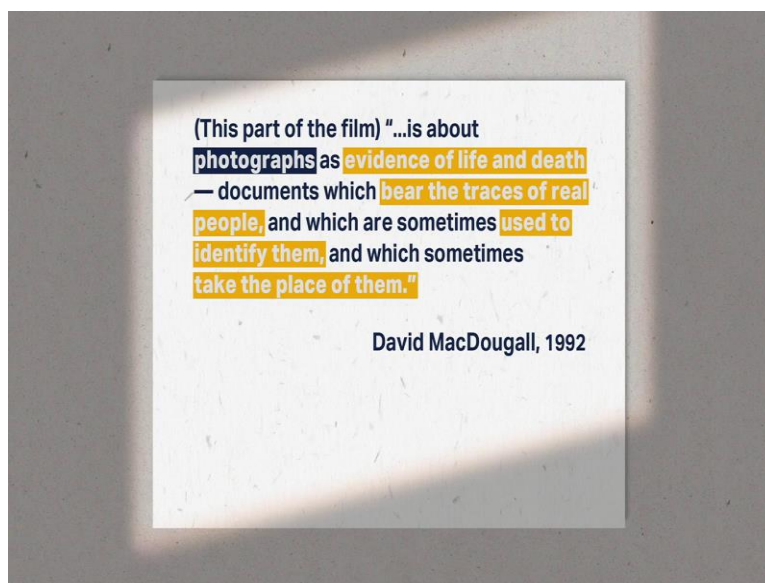 (This part of the film) “...is about
photographs as evidence of life and death
— documents which bear the traces of real
people, and which are sometimes used to
identify them, and which sometimes
take the place of them.”
David MacDougall, 1992